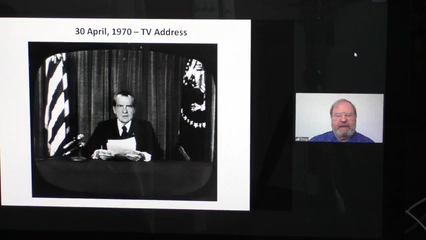 30 April, 1970 – TV Address